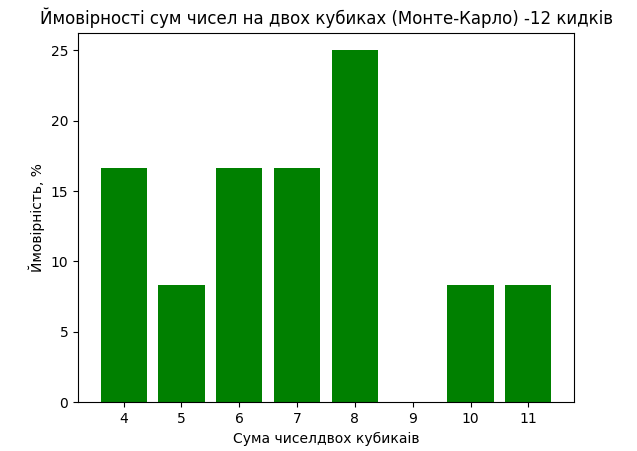 Ймовірності сум чисел на двох кубиках (Монте-Карло) -12 кидків
Ймовірність, %
25
20
15
10
5
0
4 5 6 7 8 9 10 11
Сума чиселдвох кубикаів